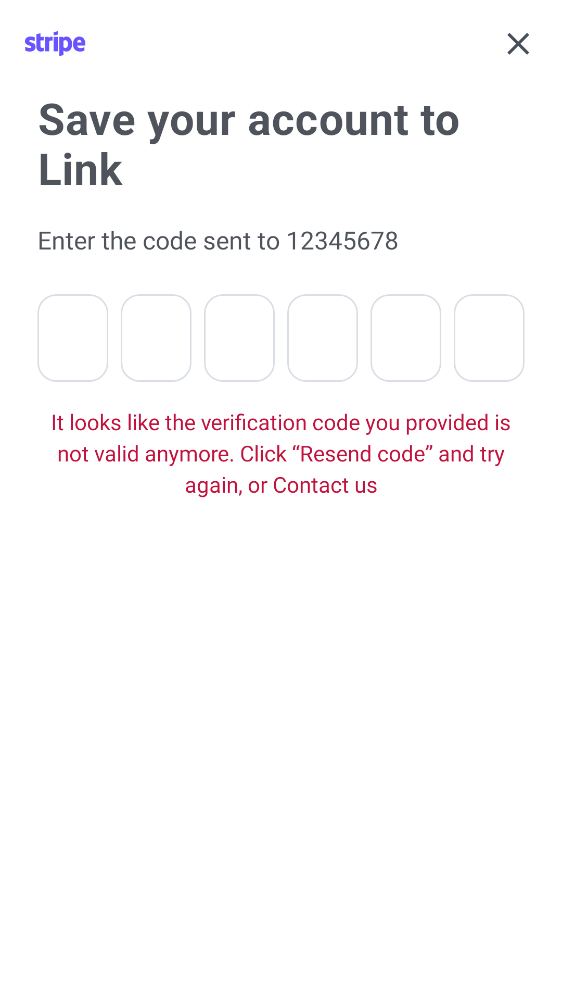 stripe
Save your account to
Link
Enter the code sent to 12345678
It looks like the verification code you provided is
not valid anymore. Click “Resend code” and try
again, or Contact us